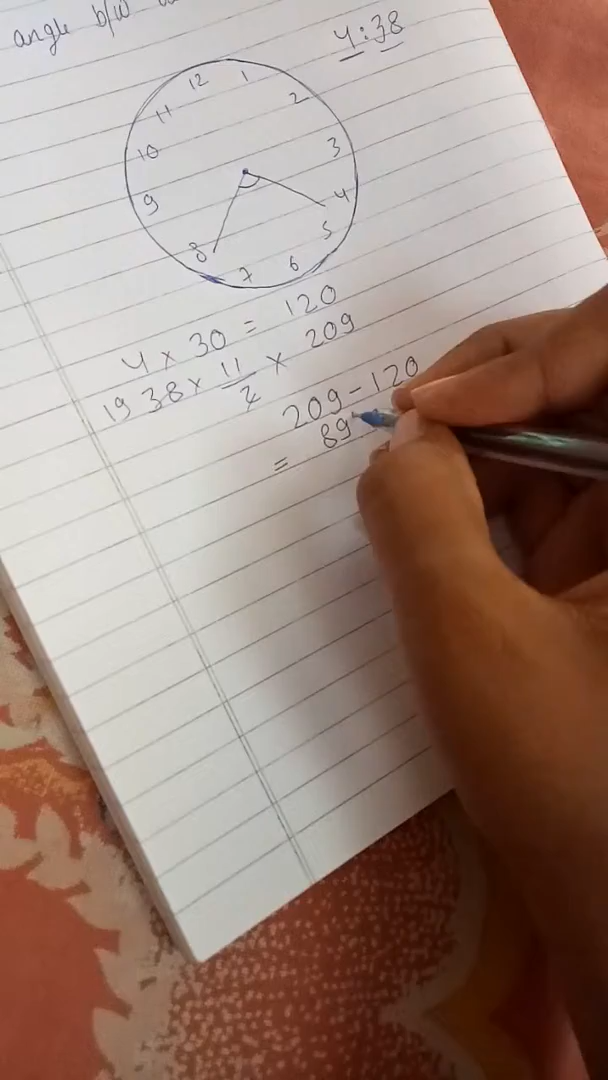 angle b/w
4:38
12 1
11 2
10 3
9 4
8 5
7 6
4 × 30 = 120
19 38 × 11/2 × 209
209 - 120
= 89